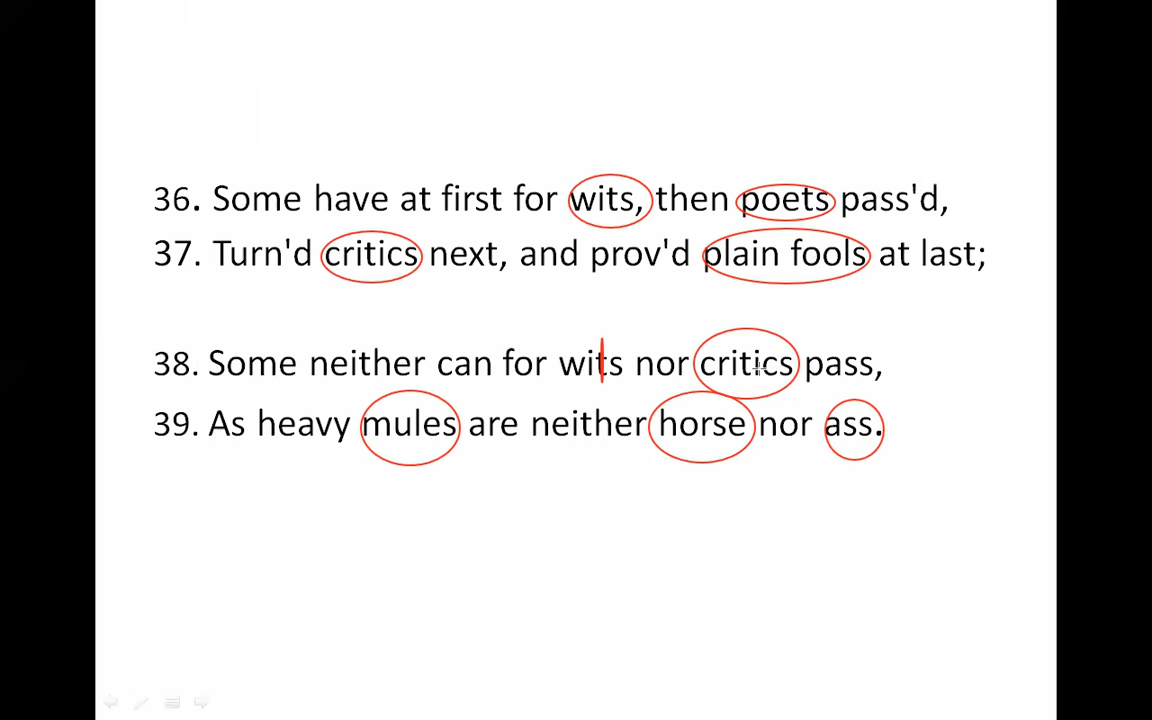 36. Some have at first for wits, then poets pass'd,
37. Turn'd critics next, and prov'd plain fools at last;
38. Some neither can for wits nor critics pass,
39. As heavy mules are neither horse nor ass.